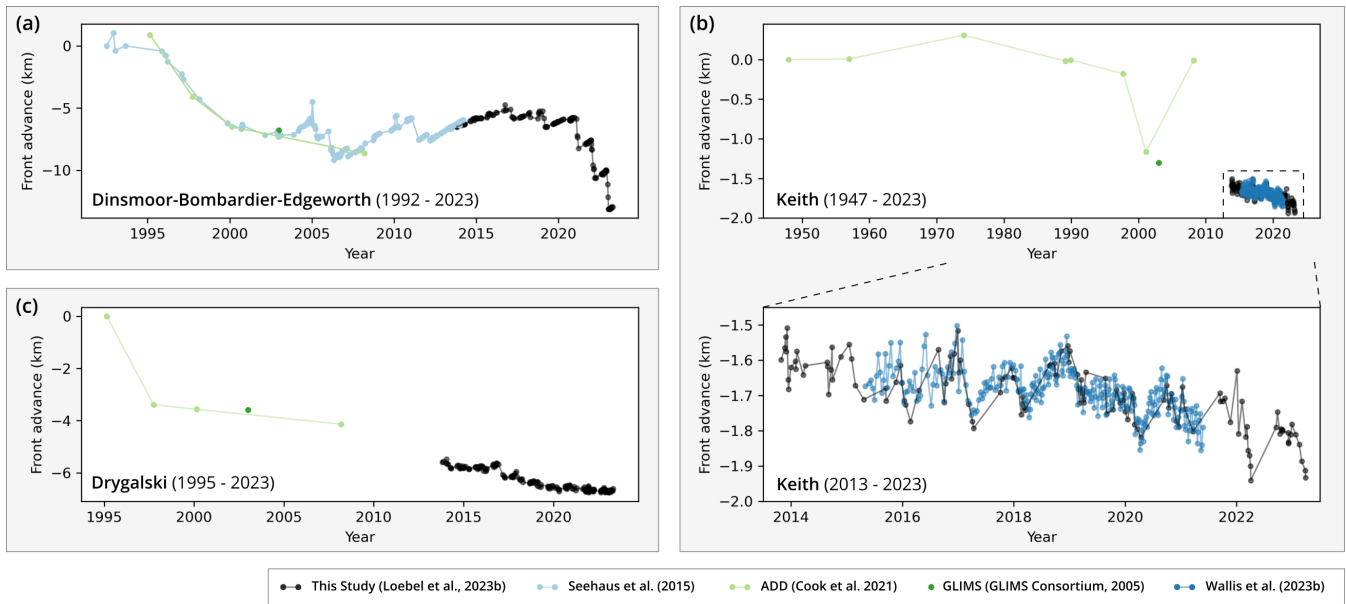 (a)
0
−5
−10
Front advance (km)
Dinsmoor-Bombardier-Edgeworth (1992 - 2023)
1995 2000 2005 2010 2015 2020
Year
(b)
0.0
−0.5
−1.0
−1.5
−2.0
Front advance (km)
Keith (1947 - 2023)
1950 1960 1970 1980 1990 2000 2010 2020
Year
(c)
0
−2
−4
−6
Front advance (km)
Drygalski (1995 - 2023)
1995 2000 2005 2010 2015 2020
Year
−1.5
−1.6
−1.7
−1.8
−1.9
−2.0
Front advance (km)
Keith (2013 - 2023)
2014 2016 2018 2020 2022
Year
This Study (Loebel et al., 2023b) Seehaus et al. (2015) ADD (Cook et al. 2021) GLIMS (GLIMS Consortium, 2005) Wallis et al. (2023b)